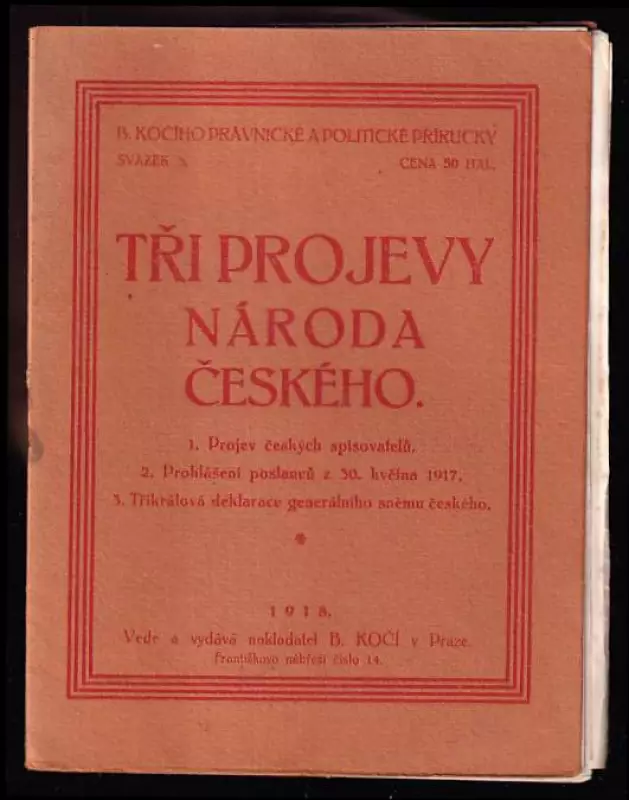 B. KOČÍHO PRÁVNICKÉ A POLITICKÉ PŘÍRUČKY
SVAZEK 3. CENA 50 HAL.
TŘI PROJEVY
NÁRODA
ČESKÉHO.
1. Projev českých spisovatelů.
2. Prohlášení poslanců z 30. května 1917.
3. Tříkrálová deklarace generálního sněmu českého.
1918.
Vede a vydává nakladatel B. KOČÍ v Praze.
Františkovo nábřeží číslo 14.